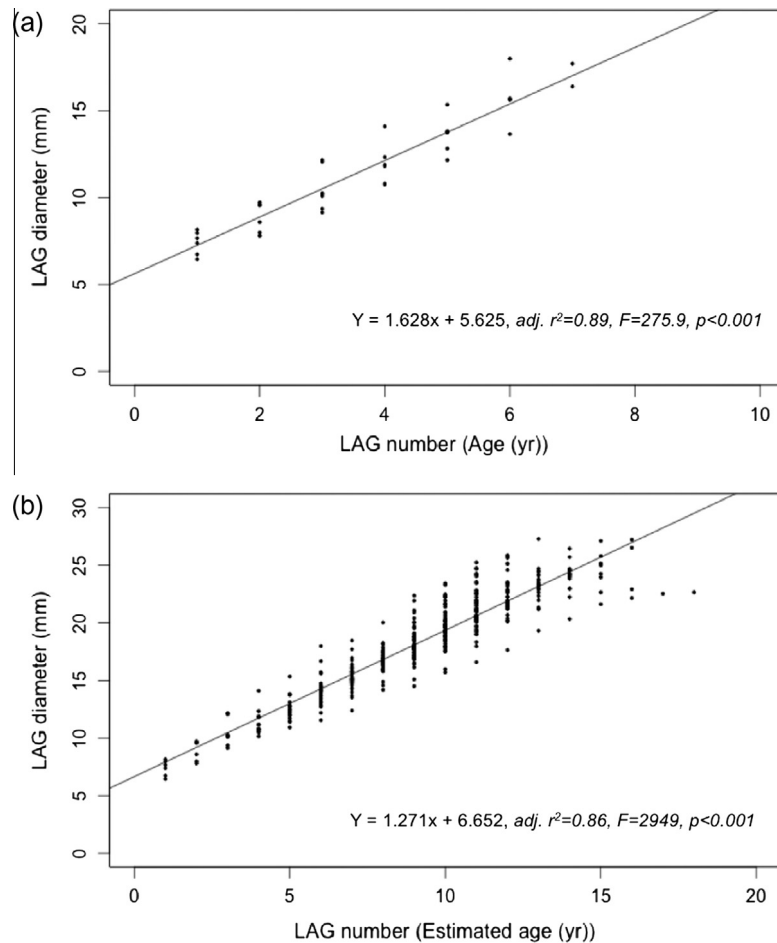 (a)
20
15
10
5
0
LAG diameter (mm)
Y = 1.628x + 5.625, adj. r²=0.89, F=275.9, p<0.001
0 2 4 6 8 10
LAG number (Age (yr))
(b)
30
25
20
15
10
5
0
LAG diameter (mm)
Y = 1.271x + 6.652, adj. r²=0.86, F=2949, p<0.001
0 5 10 15 20
LAG number (Estimated age (yr))